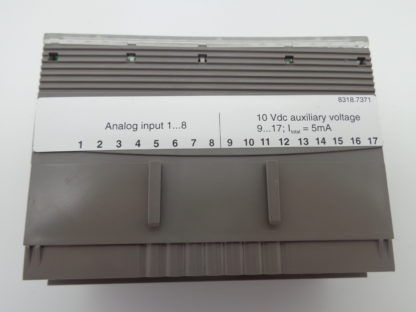 8318.7371
Analog input 1...8
10 Vdc auxiliary voltage
9...17; Itotal = 5mA
1 2 3 4 5 6 7 8 9 10 11 12 13 14 15 16 17